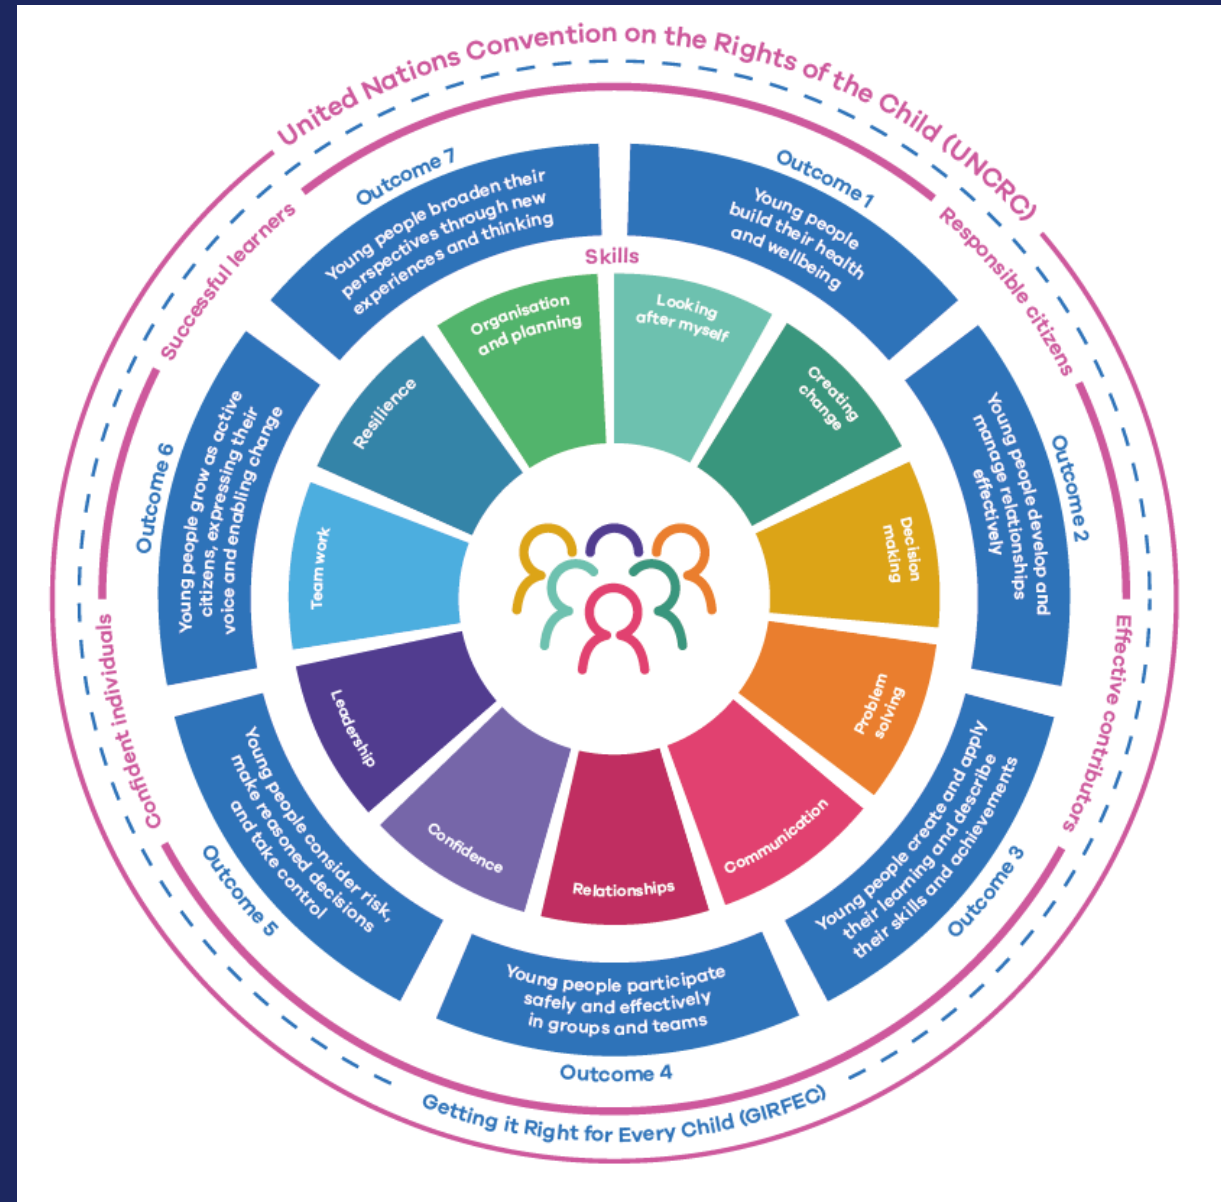 United Nations Convention on the Rights of the Child (UNCRC)
Successful learners
Responsible citizens
Confident individuals
Effective contributors
Getting it Right for Every Child (GIRFEC)
Outcome 1
Young people
build their health
and wellbeing
Outcome 2
Young people develop and
manage relationships
effectively
Outcome 3
Young people create and apply
their learning and describe
their skills and achievements
Outcome 4
Young people participate
safely and effectively
in groups and teams
Outcome 5
Young people consider risk,
make reasoned decisions
and take control
Outcome 6
Young people grow as active
citizens, expressing their
voice and enabling change
Outcome 7
Young people broaden their
perspectives through new
experiences and thinking
Skills
Looking
after myself
Creating
change
Decision
making
Problem
solving
Communication
Relationships
Confidence
Leadership
Team work
Resilience
Organisation
and planning